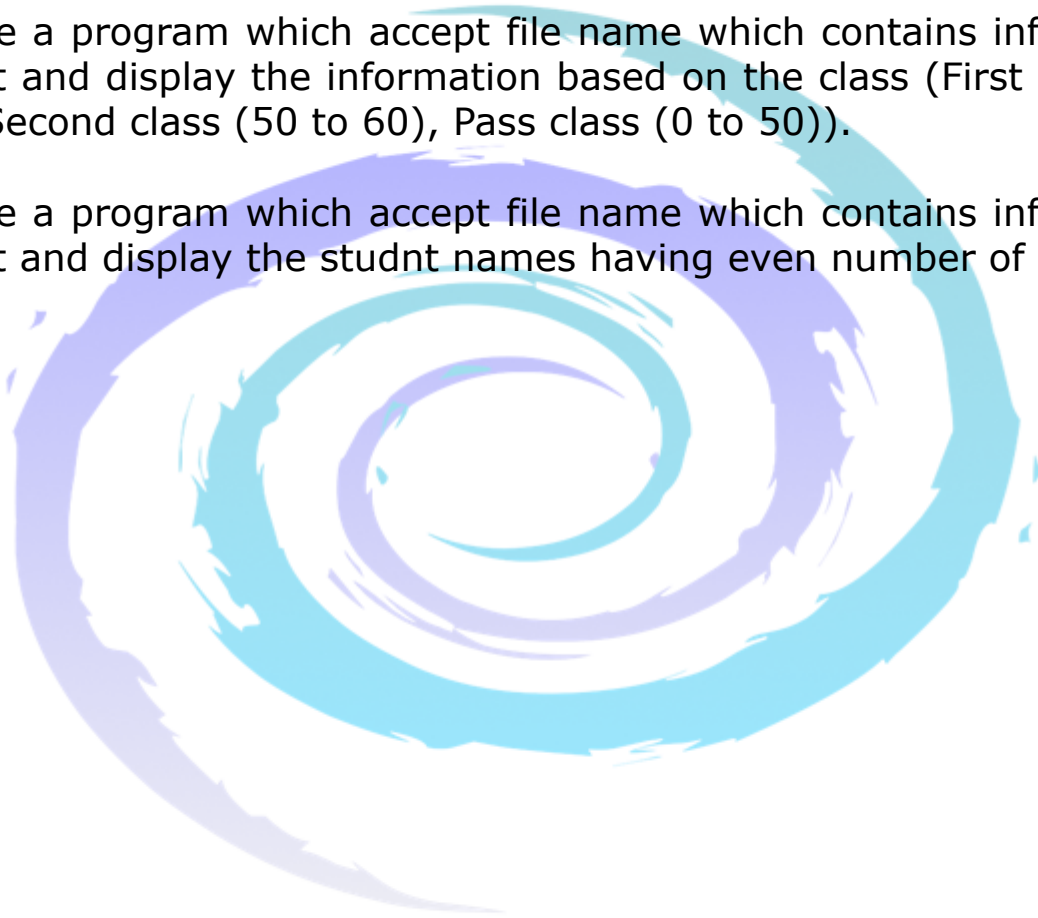 e a program which accept file name which contains inf
t and display the information based on the class (First
Second class (50 to 60), Pass class (0 to 50)).
e a program which accept file name which contains inf
t and display the studnt names having even number of